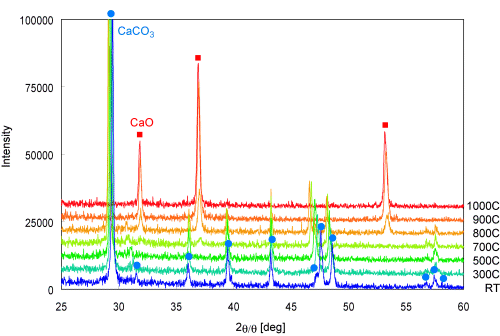 100000
75000
50000
25000
0
Intensity
CaCO3
CaO
1000C
900C
800C
700C
500C
300C
RT
25 30 35 40 45 50 55 60
2θ/θ [deg]